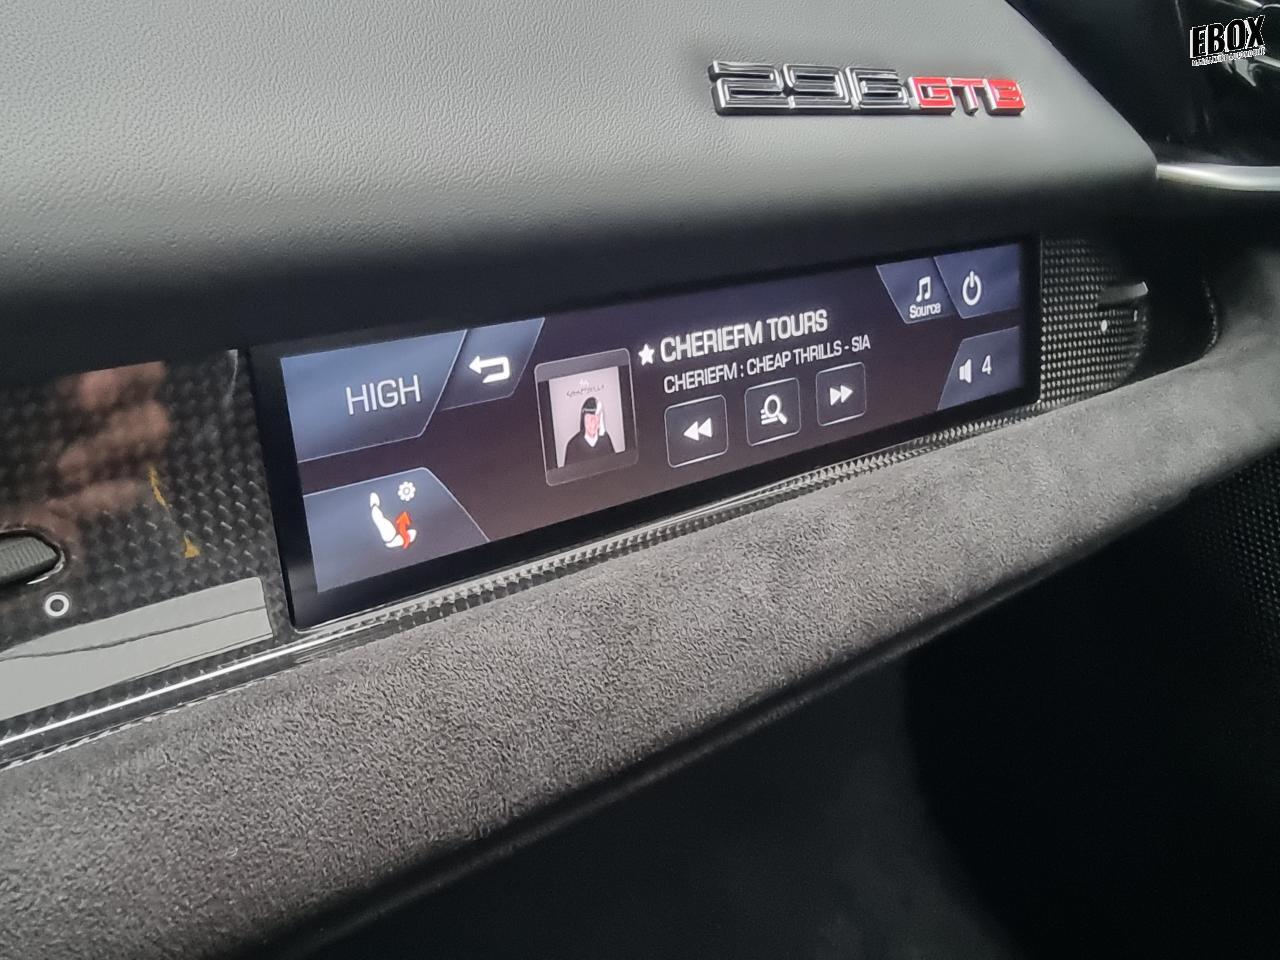 EBOX
296GTB
HIGH
CHERIEFM TOURS
CHERIEFM : CHEAP THRILLS - SIA
Source
4